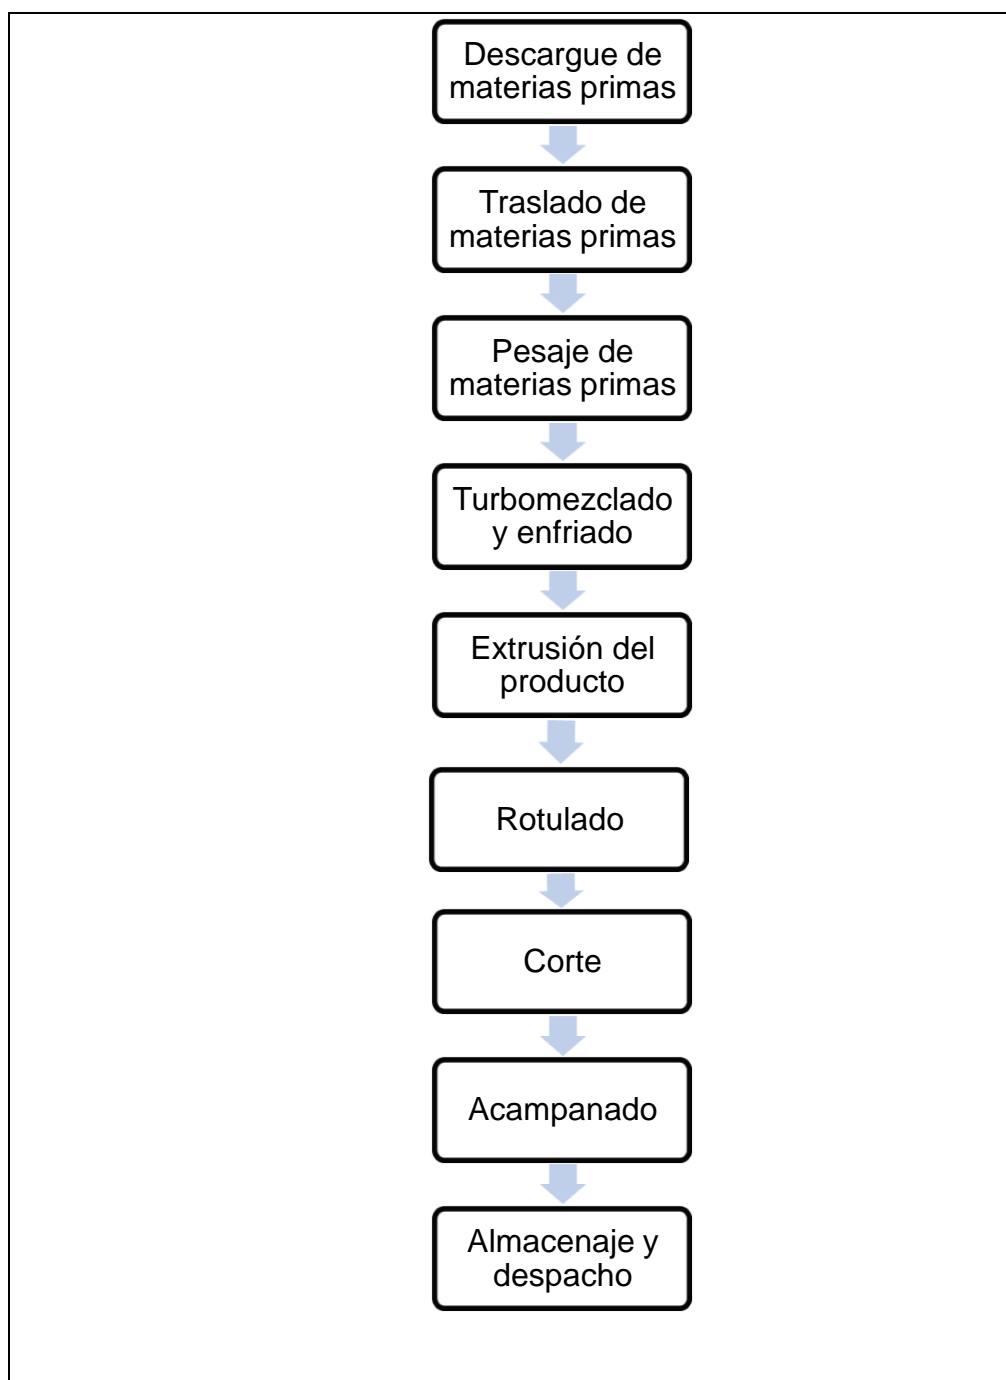 Descargue de
materias primas
Traslado de
materias primas
Pesaje de
materias primas
Turbomezclado
y enfriado
Extrusión del
producto
Rotulado
Corte
Acampanado
Almacenaje y
despacho